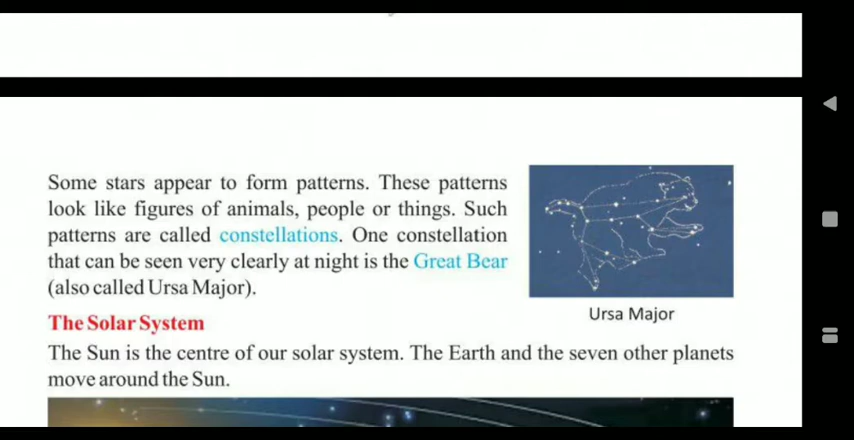 Some stars appear to form patterns. These patterns
look like figures of animals, people or things. Such
patterns are called constellations. One constellation
that can be seen very clearly at night is the Great Bear
(also called Ursa Major).
Ursa Major
The Solar System
The Sun is the centre of our solar system. The Earth and the seven other planets
move around the Sun.